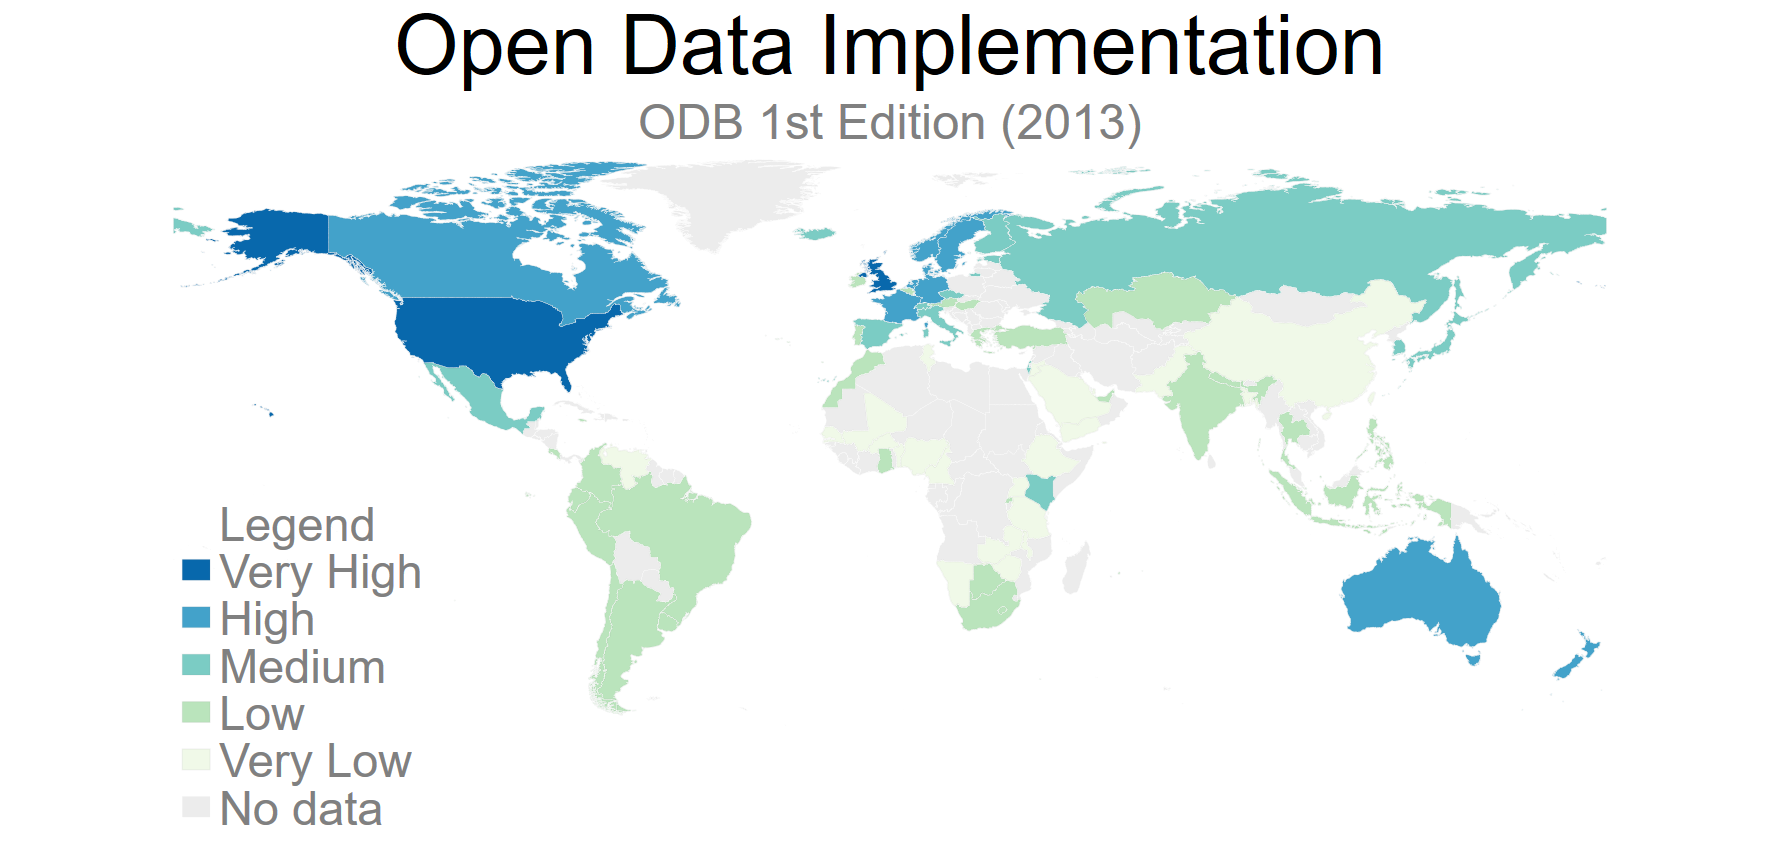 Open Data Implementation
ODB 1st Edition (2013)
Legend
Very High
High
Medium
Low
Very Low
No data